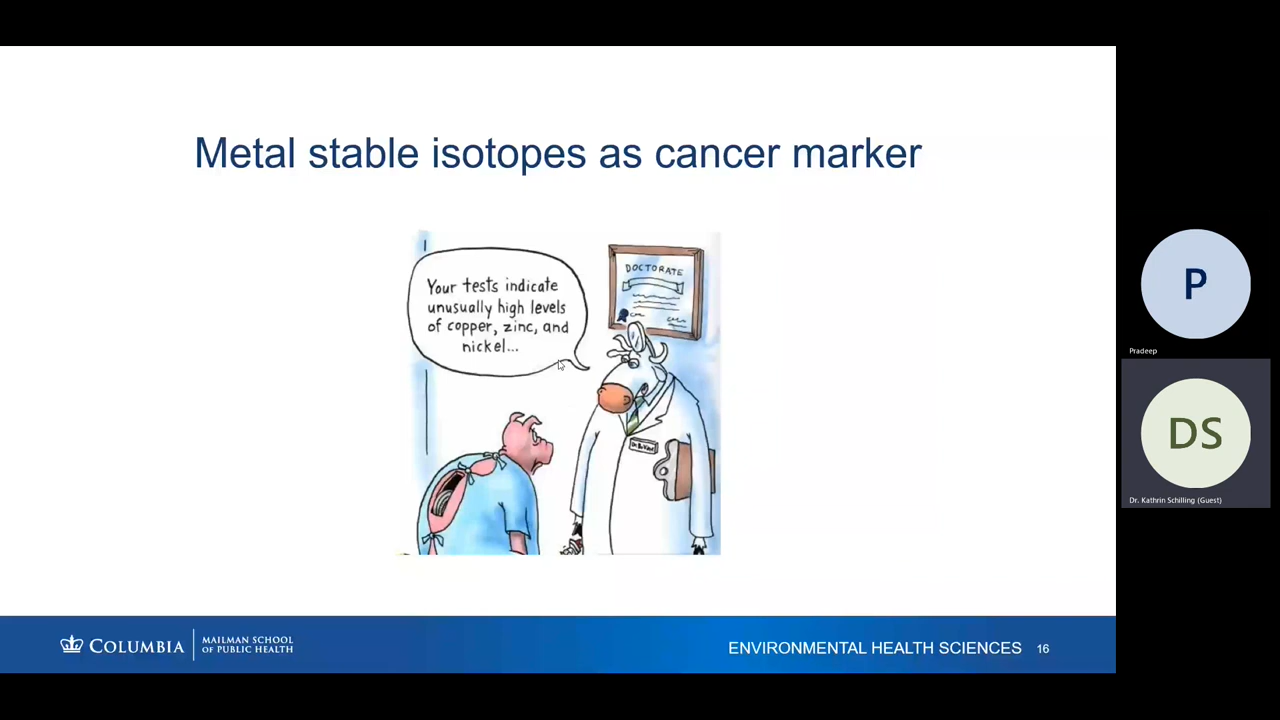 Metal stable isotopes as cancer marker
Your tests indicate
unusually high levels
of copper, zinc, and
nickel...
DOCTORATE
P
Pradeep
DS
Dr. Kathrin Schilling (Guest)
COLUMBIA
MAILMAN SCHOOL
OF PUBLIC HEALTH
ENVIRONMENTAL HEALTH SCIENCES 16